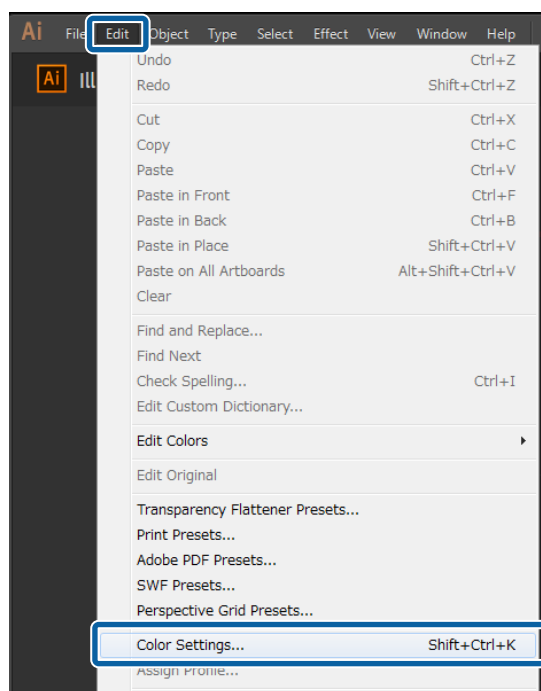 Ai File Edit Object Type Select Effect View Window Help
Ai Ill
Undo Ctrl+Z
Redo Shift+Ctrl+Z
Cut Ctrl+X
Copy Ctrl+C
Paste Ctrl+V
Paste in Front Ctrl+F
Paste in Back Ctrl+B
Paste in Place Shift+Ctrl+V
Paste on All Artboards Alt+Shift+Ctrl+V
Clear
Find and Replace...
Find Next
Check Spelling... Ctrl+I
Edit Custom Dictionary...
Edit Colors
Edit Original
Transparency Flattener Presets...
Print Presets...
Adobe PDF Presets...
SWF Presets...
Perspective Grid Presets...
Color Settings... Shift+Ctrl+K
Assign Profile...